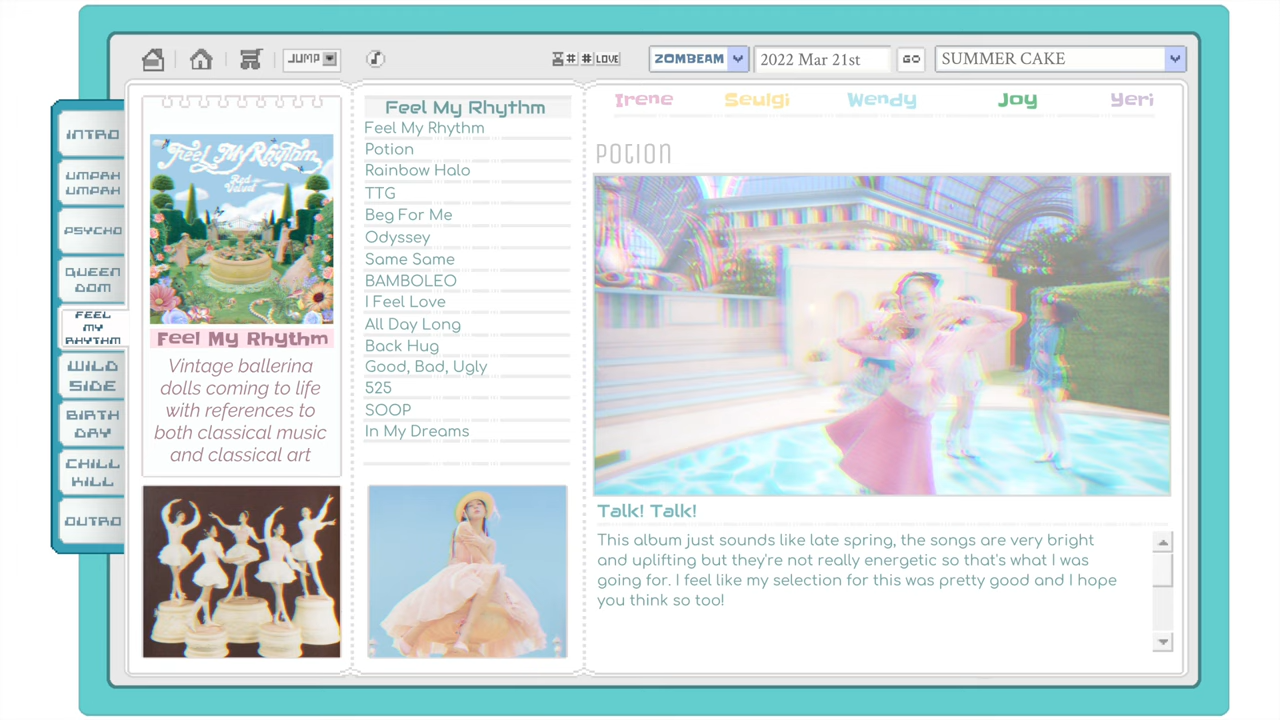 JUMP
# # LOVE
ZOMBEAM
2022 Mar 21st
GO
SUMMER CAKE
INTRO
UMPAH
UMPAH
PSYCHO
QUEEN
DOM
FEEL
MY
RHYTHM
WILD
SIDE
BIRTH
DAY
CHILL
KILL
OUTRO
Feel My Rhythm
Red
Velvet
Feel My Rhythm
Vintage ballerina
dolls coming to life
with references to
both classical music
and classical art
Feel My Rhythm
Feel My Rhythm
Potion
Rainbow Halo
TTG
Beg For Me
Odyssey
Same Same
BAMBOLEO
I Feel Love
All Day Long
Back Hug
Good, Bad, Ugly
525
SOOP
In My Dreams
Irene Seulgi Wendy Joy Yeri
POTION
Talk! Talk!
This album just sounds like late spring, the songs are very bright
and uplifting but they're not really energetic so that's what I was
going for. I feel like my selection for this was pretty good and I hope
you think so too!